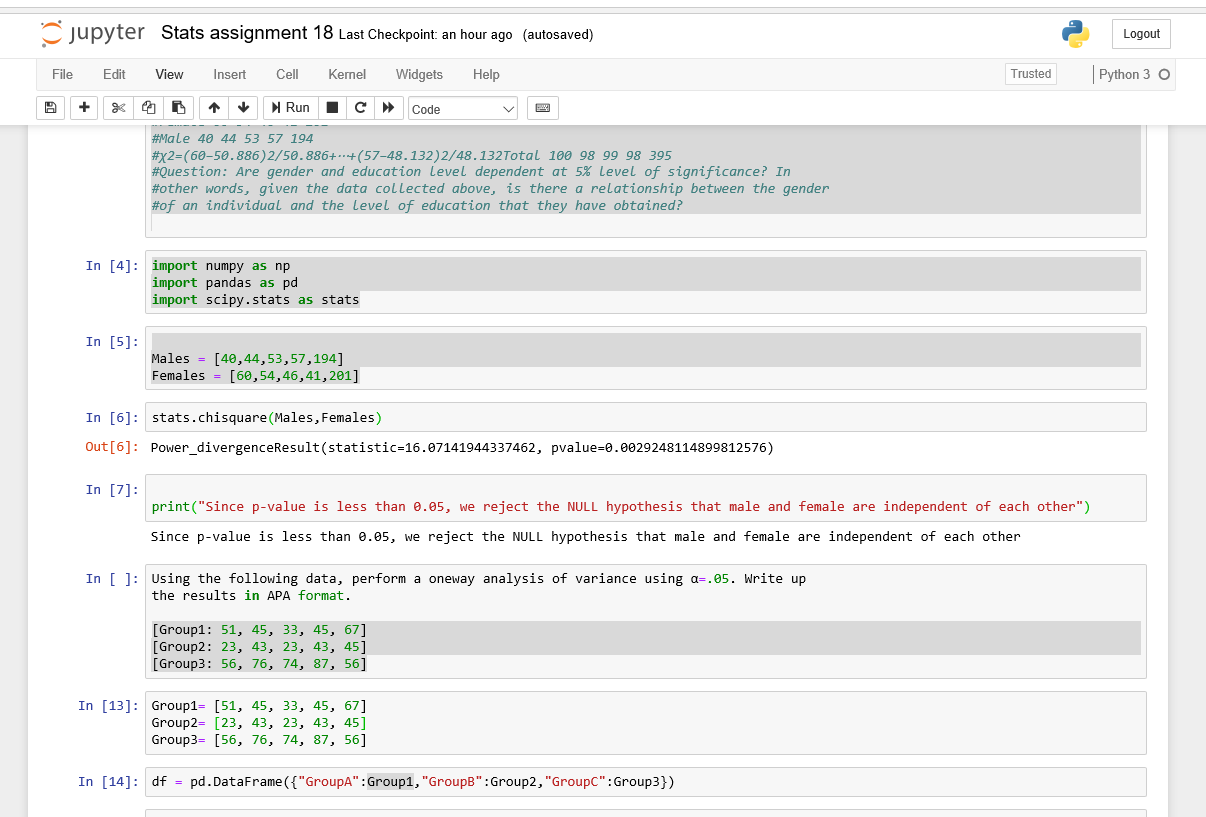 jupyter Stats assignment 18 Last Checkpoint: an hour ago (autosaved)
Logout
File Edit View Insert Cell Kernel Widgets Help Trusted Python 3
Run Code
#Male 40 44 53 57 194
#χ2=(60−50.886)2/50.886+⋯+(57−48.132)2/48.132Total 100 98 99 98 395
#Question: Are gender and education level dependent at 5% level of significance? In
#other words, given the data collected above, is there a relationship between the gender
#of an individual and the level of education that they have obtained?
In [4]: import numpy as np
import pandas as pd
import scipy.stats as stats
In [5]:
Males = [40,44,53,57,194]
Females = [60,54,46,41,201]
In [6]: stats.chisquare(Males,Females)
Out[6]: Power_divergenceResult(statistic=16.07141944337462, pvalue=0.0029248114899812576)
In [7]:
print("Since p-value is less than 0.05, we reject the NULL hypothesis that male and female are independent of each other")
Since p-value is less than 0.05, we reject the NULL hypothesis that male and female are independent of each other
In [ ]: Using the following data, perform a oneway analysis of variance using α=.05. Write up
the results in APA format.
[Group1: 51, 45, 33, 45, 67]
[Group2: 23, 43, 23, 43, 45]
[Group3: 56, 76, 74, 87, 56]
In [13]: Group1= [51, 45, 33, 45, 67]
Group2= [23, 43, 23, 43, 45]
Group3= [56, 76, 74, 87, 56]
In [14]: df = pd.DataFrame({"GroupA":Group1,"GroupB":Group2,"GroupC":Group3})